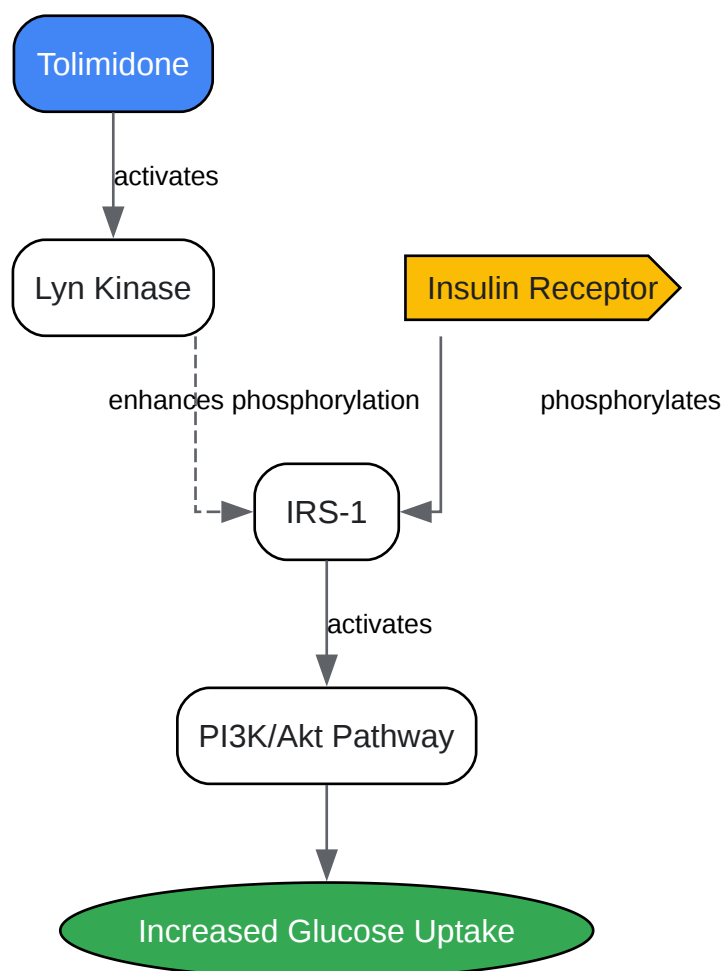 Tolimidone
activates
Lyn Kinase
Insulin Receptor
enhances phosphorylation
phosphorylates
IRS-1
activates
PI3K/Akt Pathway
Increased Glucose Uptake